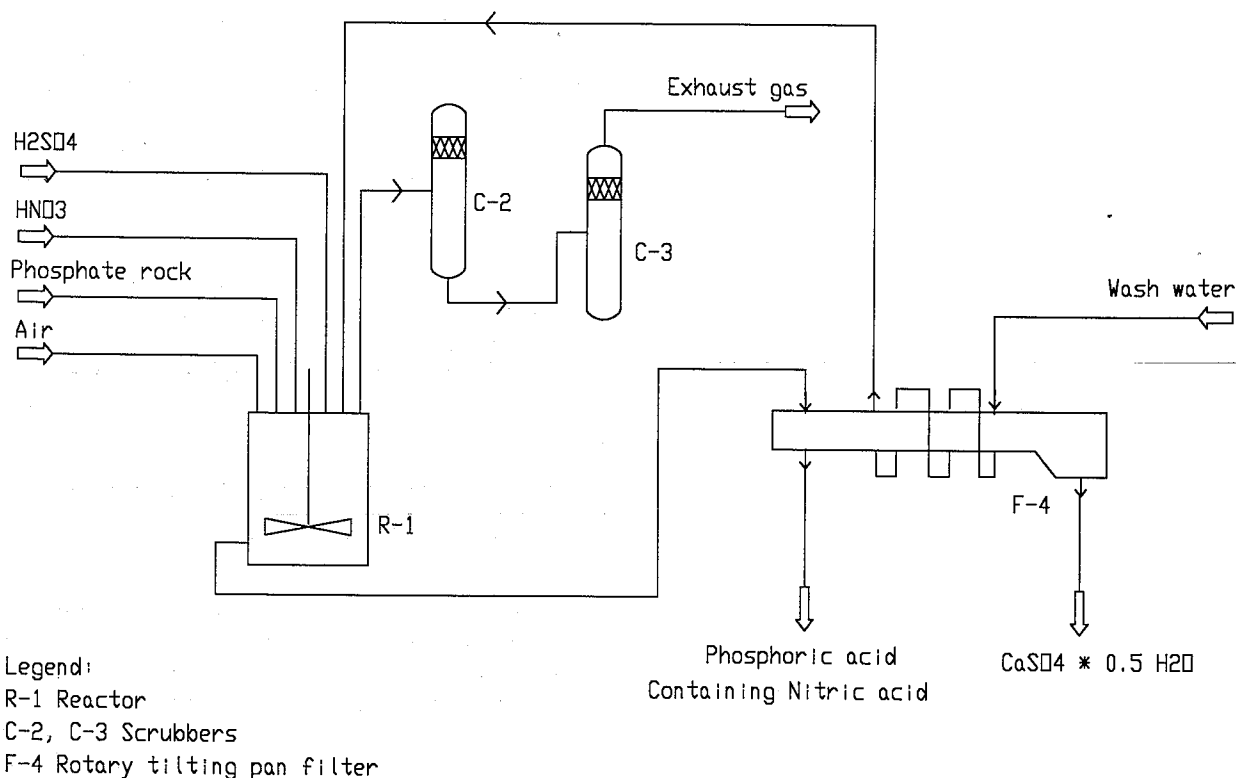 Exhaust gas
H2SO4
HNO3
Phosphate rock
Air
C-2
C-3
Wash water
R-1
F-4
Phosphoric acid
Containing Nitric acid
CaSO4 * 0.5 H2O
Legend:
R-1 Reactor
C-2, C-3 Scrubbers
F-4 Rotary tilting pan filter